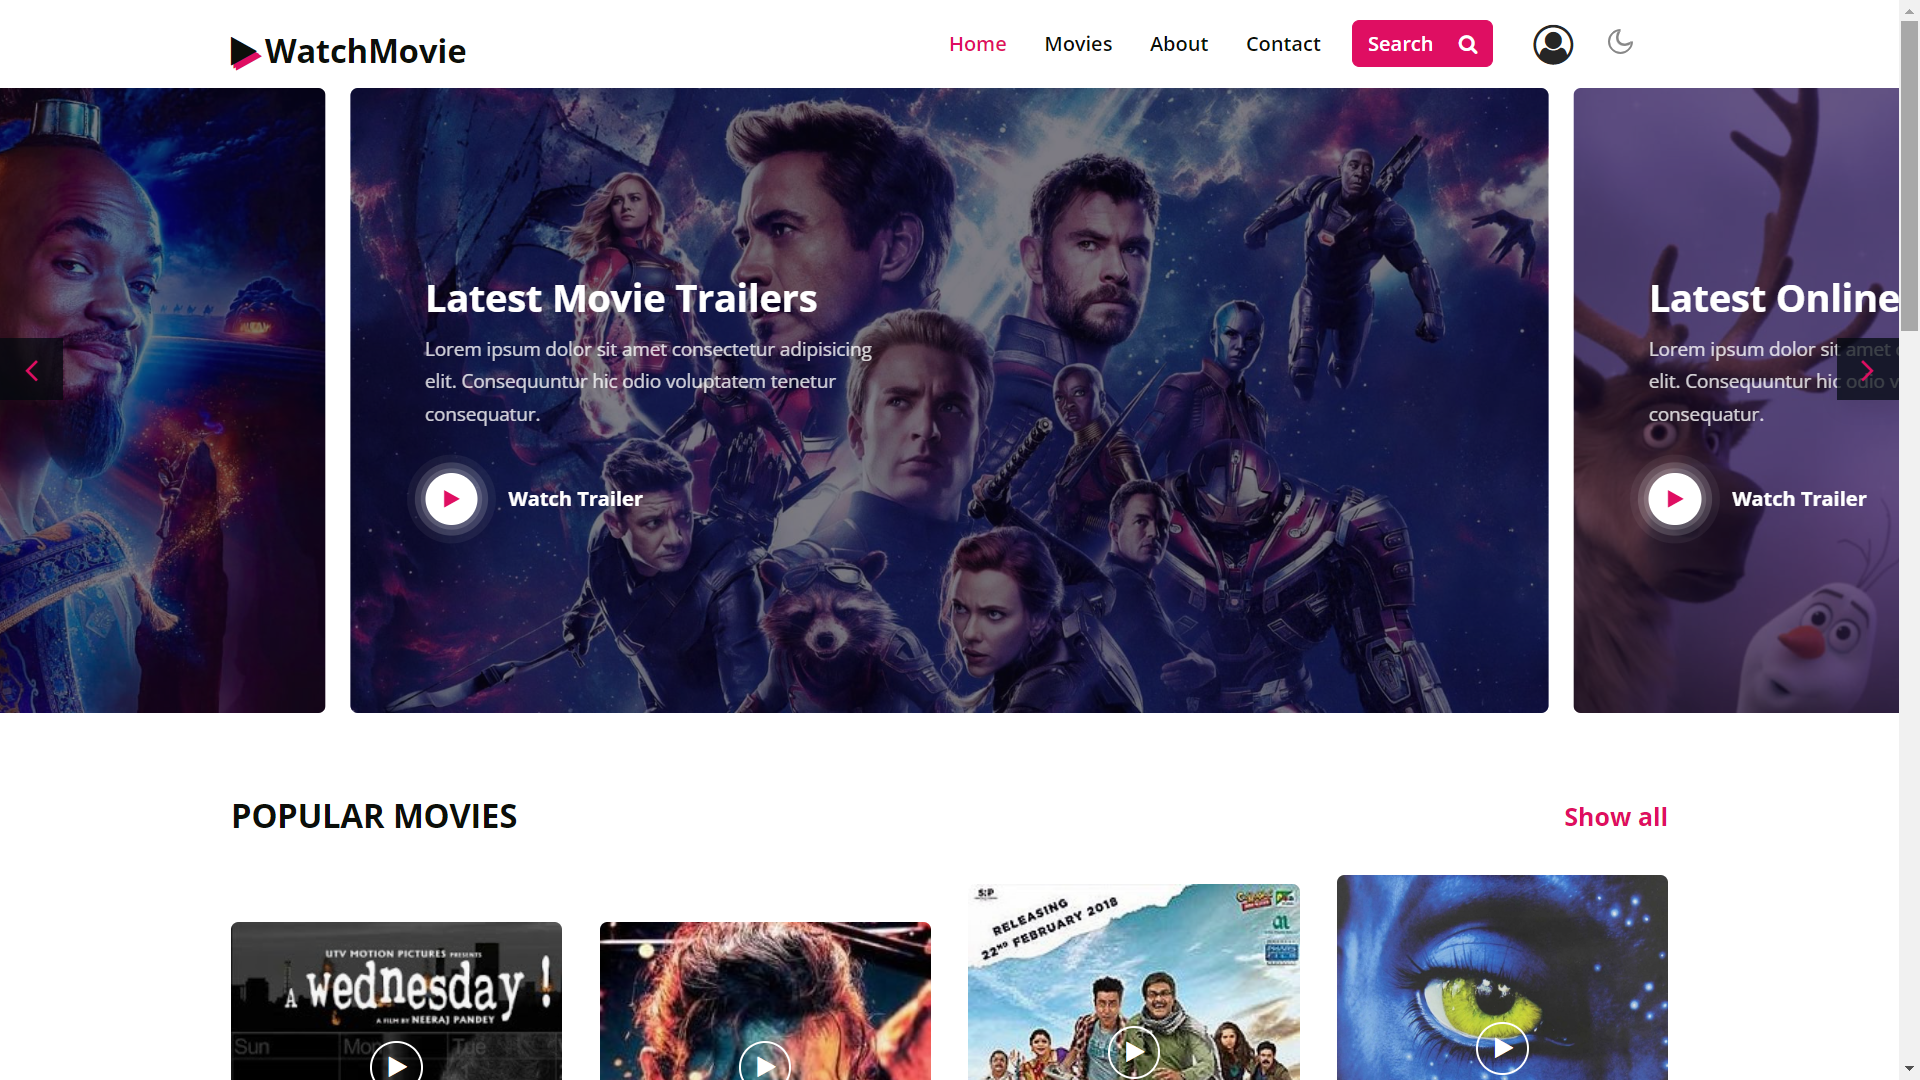 WatchMovie
Home
Movies
About
Contact
Search
Latest Movie Trailers
Lorem ipsum dolor sit amet consectetur adipisicing
elit. Consequuntur hic odio voluptatem tenetur
consequatur.
Watch Trailer
Latest Online
Lorem ipsum dolor sit amet
elit. Consequuntur hic odio v
consequatur.
Watch Trailer
POPULAR MOVIES
Show all
UTV MOTION PICTURES PRESENTS
A wednesday !
A FILM BY NEERAJ PANDEY
Sun
Mon
Tue
RELEASING
22ND FEBRUARY 2018